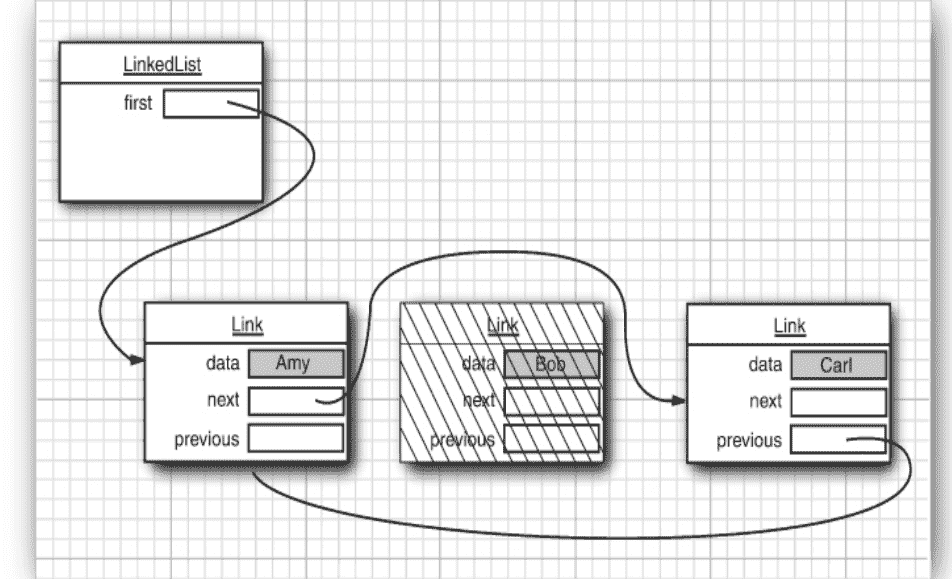 LinkedList
first
Link
data Amy
next
previous
Link
data Bob
next
previous
Link
data Carl
next
previous